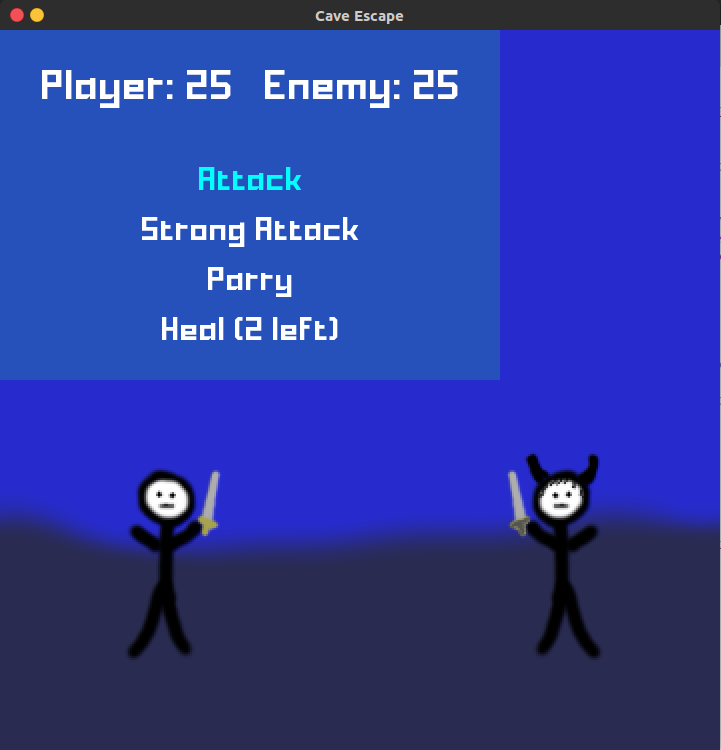 Cave Escape
Player: 25 Enemy: 25
Attack
Strong Attack
Parry
Heal (2 left)